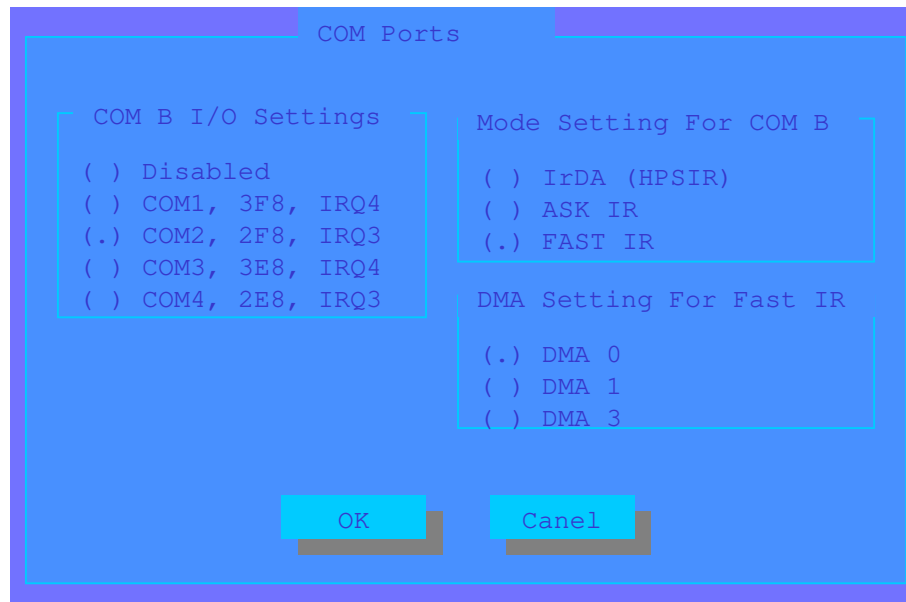 COM Ports
COM B I/O Settings
( ) Disabled
( ) COM1, 3F8, IRQ4
(.) COM2, 2F8, IRQ3
( ) COM3, 3E8, IRQ4
( ) COM4, 2E8, IRQ3
Mode Setting For COM B
( ) IrDA (HPSIR)
( ) ASK IR
(.) FAST IR
DMA Setting For Fast IR
(.) DMA 0
( ) DMA 1
( ) DMA 3
OK
Canel